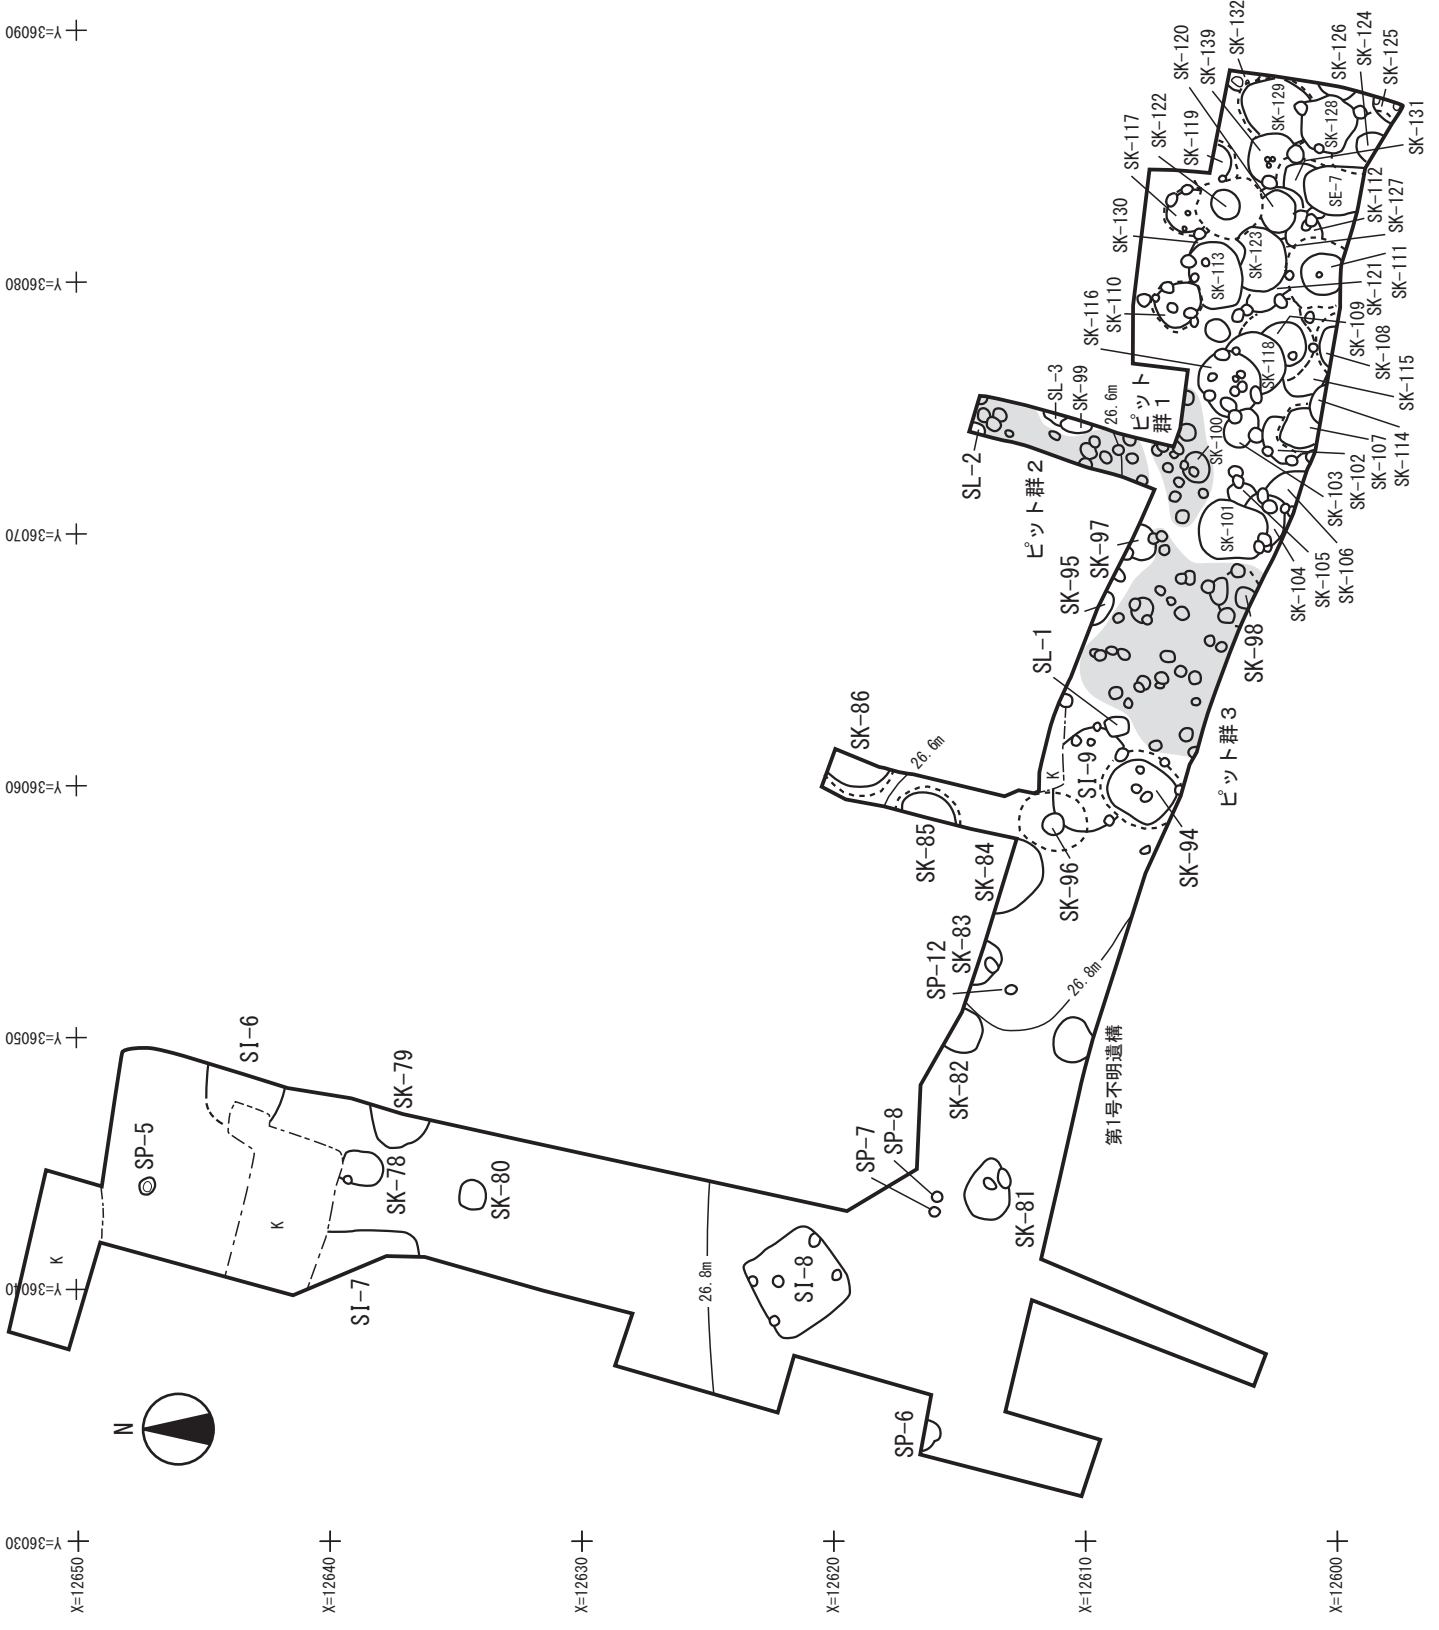 Y=36090
Y=36080
Y=36070
Y=36060
Y=36050
Y=36040
Y=36030
X=12650
X=12640
X=12630
X=12620
X=12610
X=12600
N
K
SP-5
SI-6
K
SK-79
SK-78
SK-80
SI-7
26.8m
SI-8
SP-6
SP-7
SP-8
SK-81
SK-82
第1号不明遺構
SP-12
SK-83
26.8m
SK-84
SK-85
SK-86
26.6m
SK-96
K
SI-9
SL-1
SK-94
ピット群3
SK-95
SK-97
SK-98
SL-2
ピット群2
SL-3
SK-99
26.6m
ピット
群1
SK-100
SK-101
SK-104
SK-105
SK-106
SK-103
SK-102
SK-107
SK-114
SK-116
SK-110
SK-118
SK-109
SK-108
SK-115
SK-130
SK-113
SK-123
SK-121
SK-111
SK-112
SK-127
SK-117
SK-122
SK-119
SK-120
SK-139
SK-132
SK-129
SK-128
SE-7
SK-126
SK-124
SK-125
SK-131